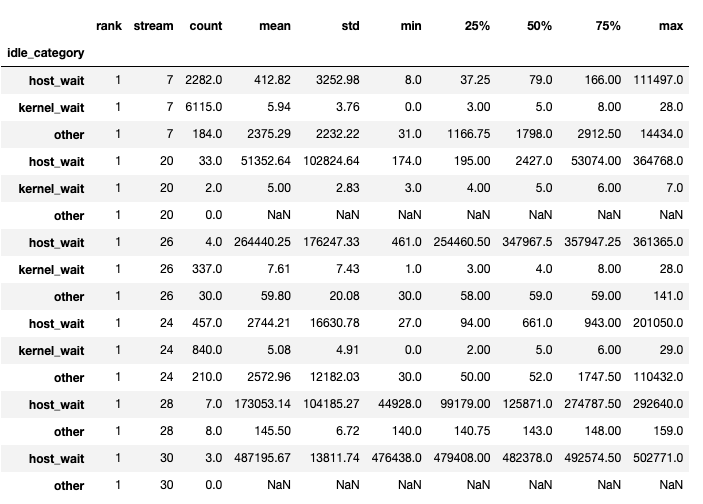 rank stream count mean std min 25% 50% 75% max
idle_category
host_wait 1 7 2282.0 412.82 3252.98 8.0 37.25 79.0 166.00 111497.0
kernel_wait 1 7 6115.0 5.94 3.76 0.0 3.00 5.0 8.00 28.0
other 1 7 184.0 2375.29 2232.22 31.0 1166.75 1798.0 2912.50 14434.0
host_wait 1 20 33.0 51352.64 102824.64 174.0 195.00 2427.0 53074.00 364768.0
kernel_wait 1 20 2.0 5.00 2.83 3.0 4.00 5.0 6.00 7.0
other 1 20 0.0 NaN NaN NaN NaN NaN NaN NaN
host_wait 1 26 4.0 264440.25 176247.33 461.0 254460.50 347967.5 357947.25 361365.0
kernel_wait 1 26 337.0 7.61 7.43 1.0 3.00 4.0 8.00 28.0
other 1 26 30.0 59.80 20.08 30.0 58.00 59.0 59.00 141.0
host_wait 1 24 457.0 2744.21 16630.78 27.0 94.00 661.0 943.00 201050.0
kernel_wait 1 24 840.0 5.08 4.91 0.0 2.00 5.0 6.00 29.0
other 1 24 210.0 2572.96 12182.03 30.0 50.00 52.0 1747.50 110432.0
host_wait 1 28 7.0 173053.14 104185.27 44928.0 99179.00 125871.0 274787.50 292640.0
other 1 28 8.0 145.50 6.72 140.0 140.75 143.0 148.00 159.0
host_wait 1 30 3.0 487195.67 13811.74 476438.0 479408.00 482378.0 492574.50 502771.0
other 1 30 0.0 NaN NaN NaN NaN NaN NaN NaN